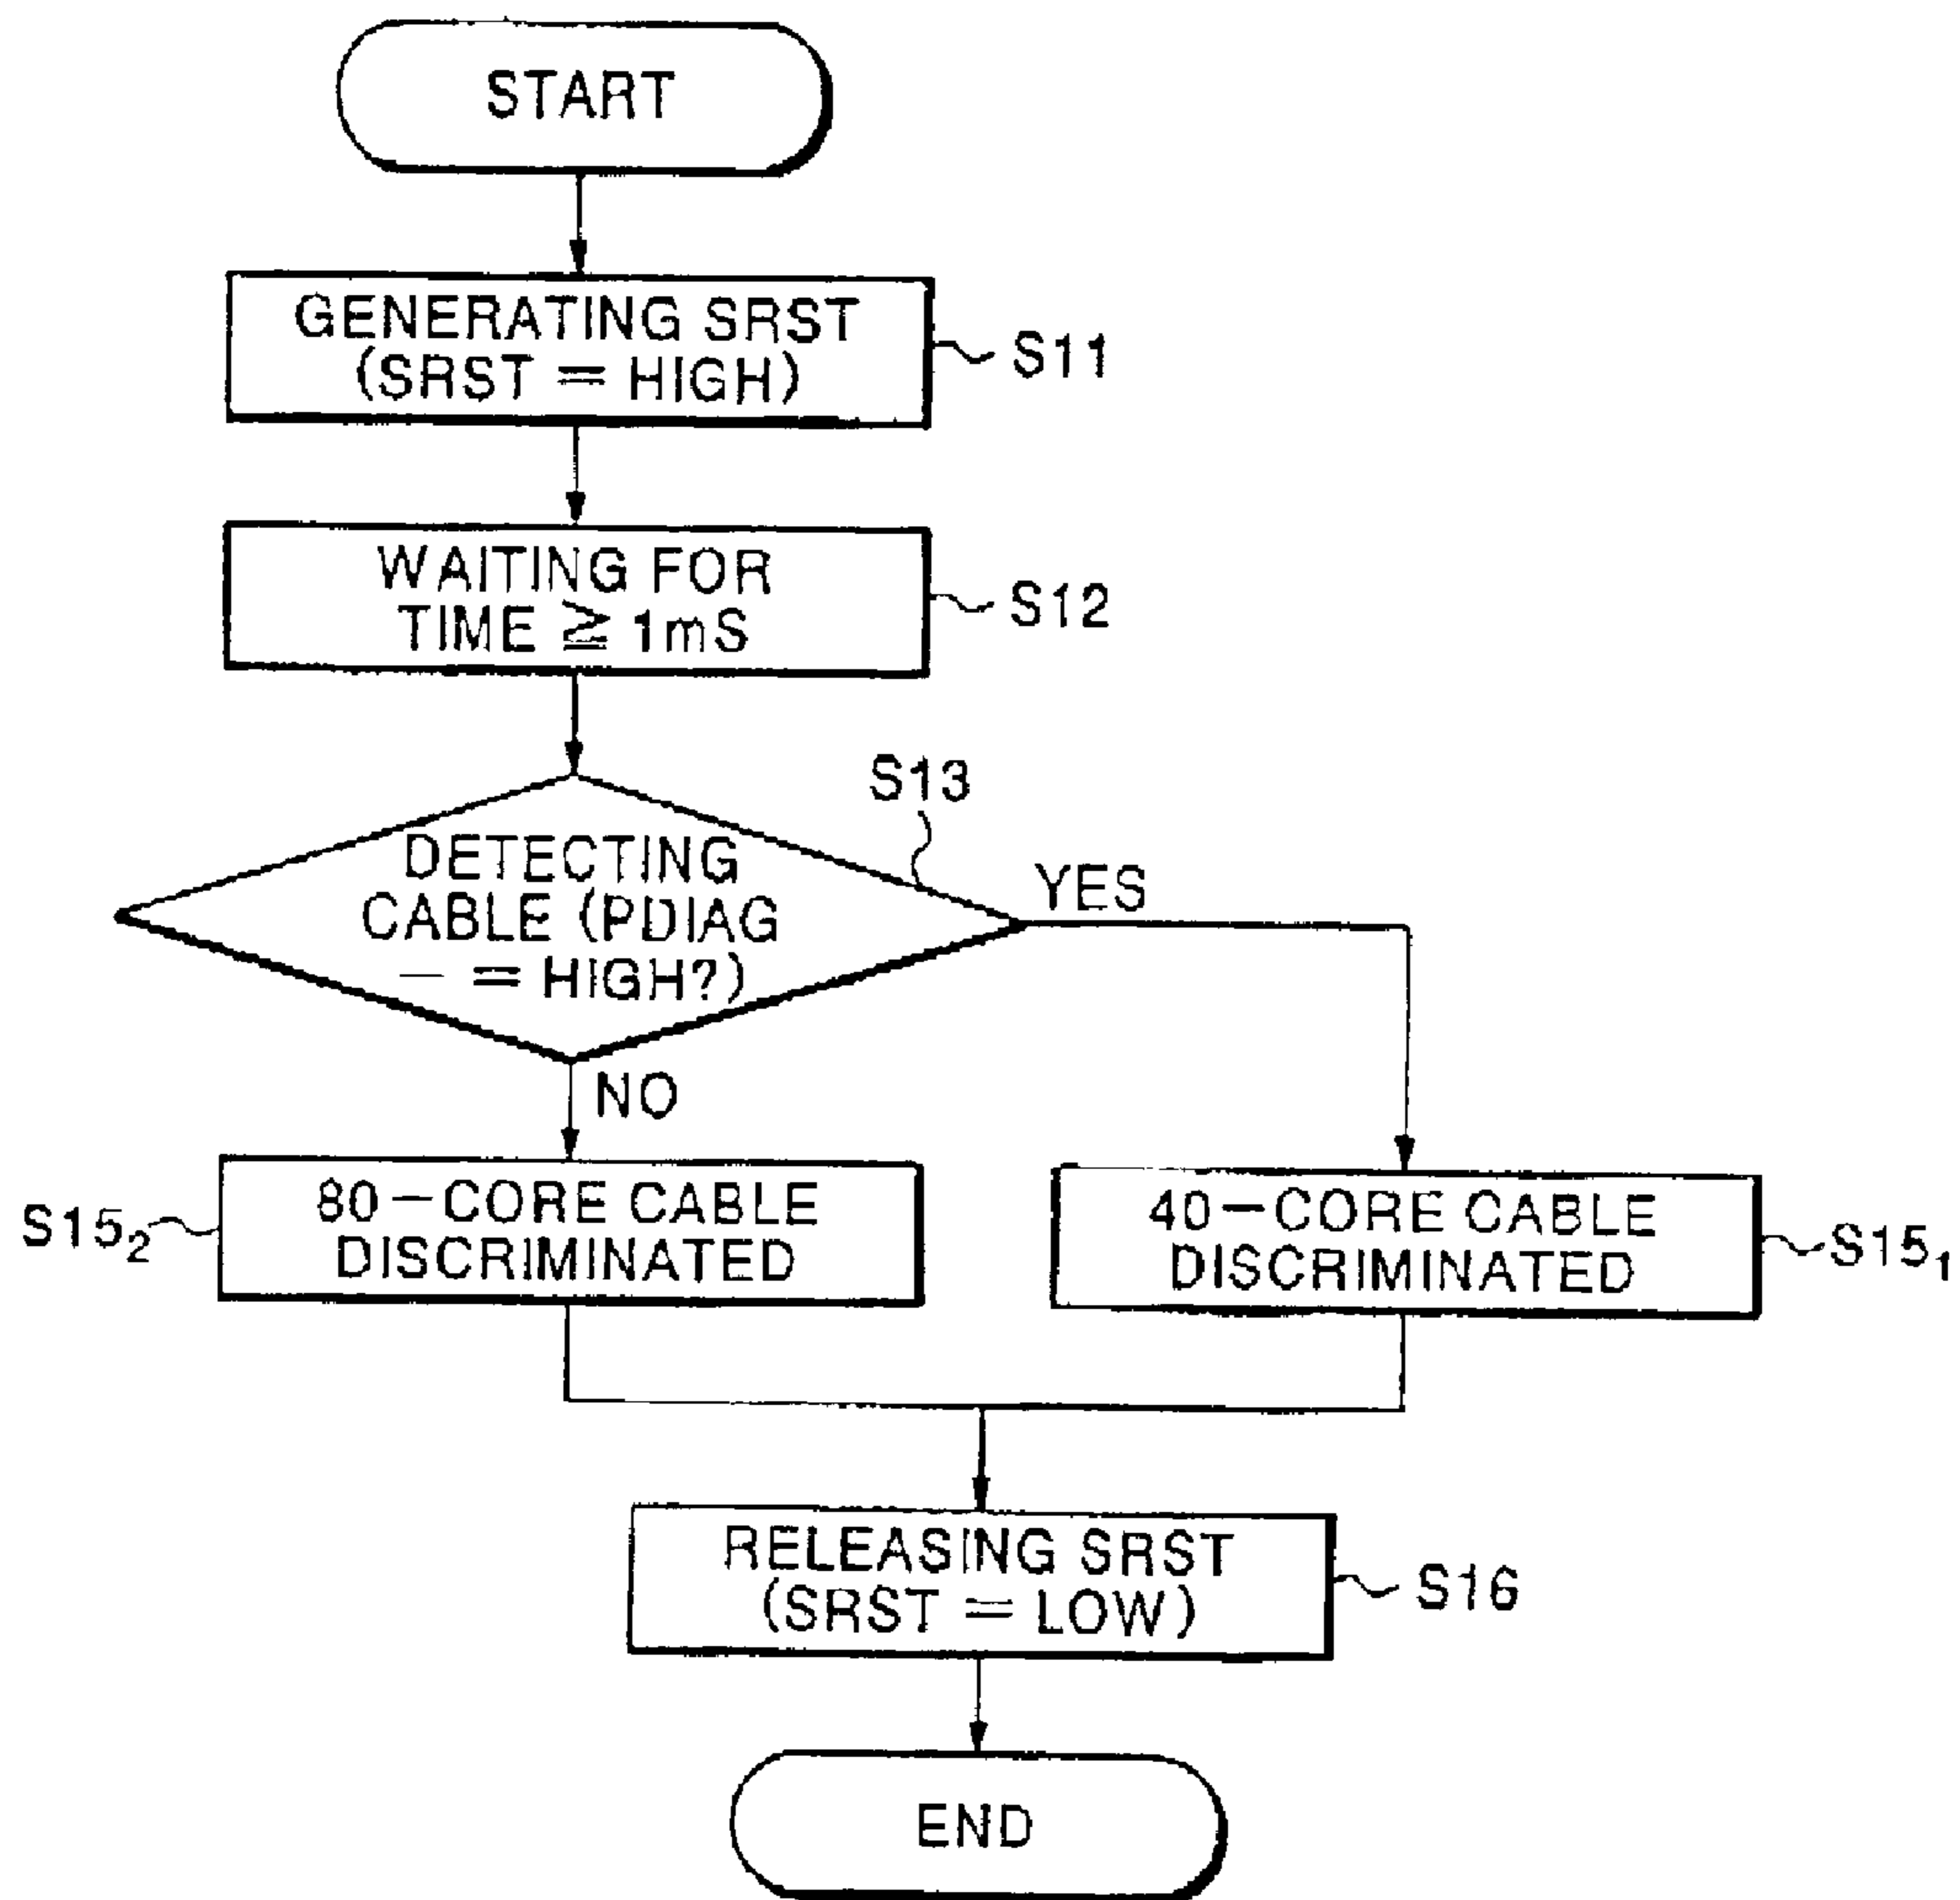 START
GENERATING SRST
(SRST = HIGH)
S11
WAITING FOR
TIME ≧ 1mS
S12
S13
DETECTING
CABLE (PDIAG
— = HIGH?)
YES
NO
S15₂
80—CORE CABLE
DISCRIMINATED
40—CORE CABLE
DISCRIMINATED
S15₁
RELEASING SRST
(SRST = LOW)
S16
END